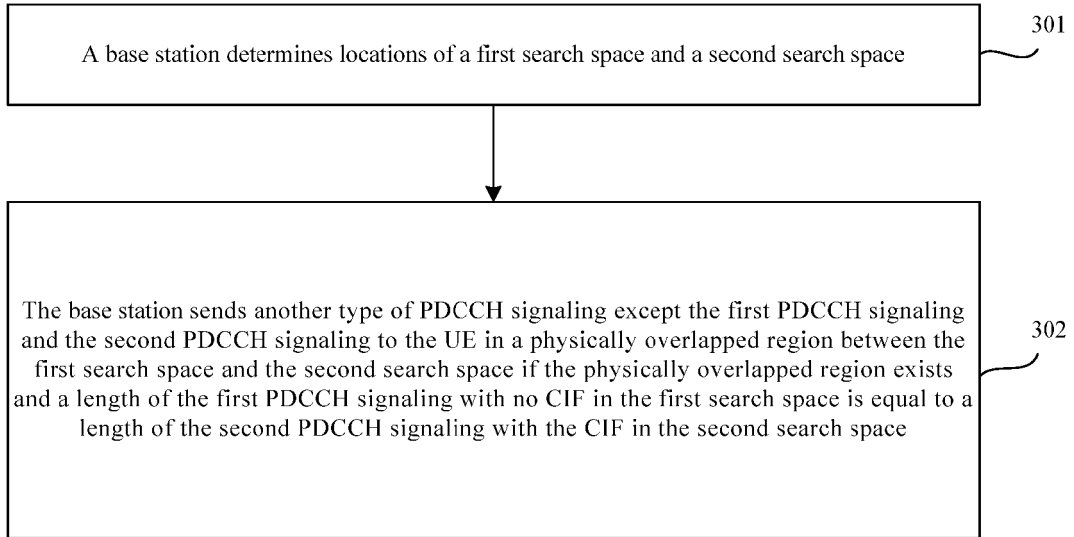 301
A base station determines locations of a first search space and a second search space
The base station sends another type of PDCCH signaling except the first PDCCH signaling
and the second PDCCH signaling to the UE in a physically overlapped region between the
first search space and the second search space if the physically overlapped region exists
and a length of the first PDCCH signaling with no CIF in the first search space is equal to a
length of the second PDCCH signaling with the CIF in the second search space
302